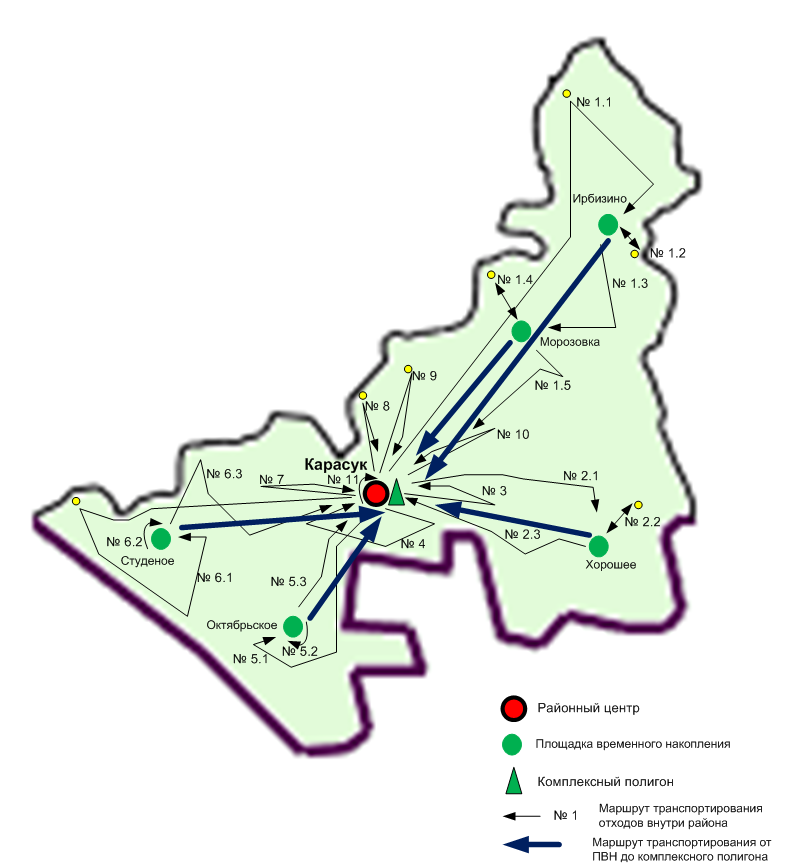 № 1.1
Ирбизино
№ 1.2
№ 1.4
№ 1.3
Морозовка
№ 9
№ 1.5
№ 8
№ 10
Карасук
№ 6.3
№ 7
№ 11
№ 2.1
№ 3
№ 2.2
№ 6.2
№ 4
№ 2.3
Студеное
Хорошее
№ 6.1
№ 5.3
Октябрьское
№ 5.2
№ 5.1
Районный центр
Площадка временного накопления
Комплексный полигон
№ 1
Маршрут транспортирования
отходов внутри района
Маршрут транспортирования от
ПВН до комплексного полигона